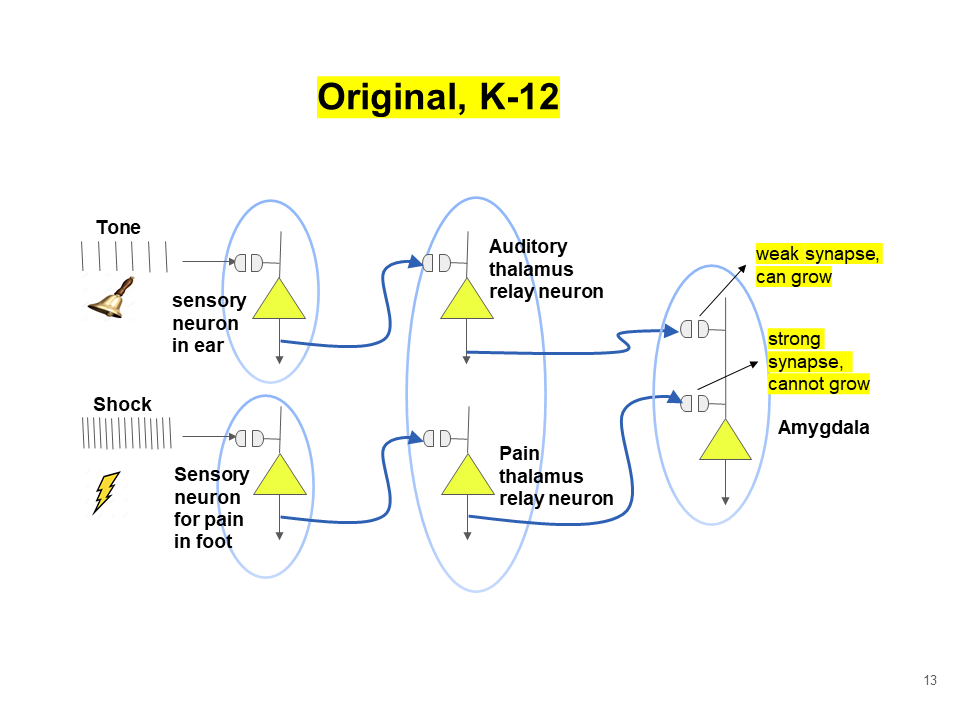 Original, K-12
Tone
sensory
neuron
in ear
Auditory
thalamus
relay neuron
weak synapse,
can grow
strong
synapse,
cannot grow
Amygdala
Shock
Sensory
neuron
for pain
in foot
Pain
thalamus
relay neuron
13